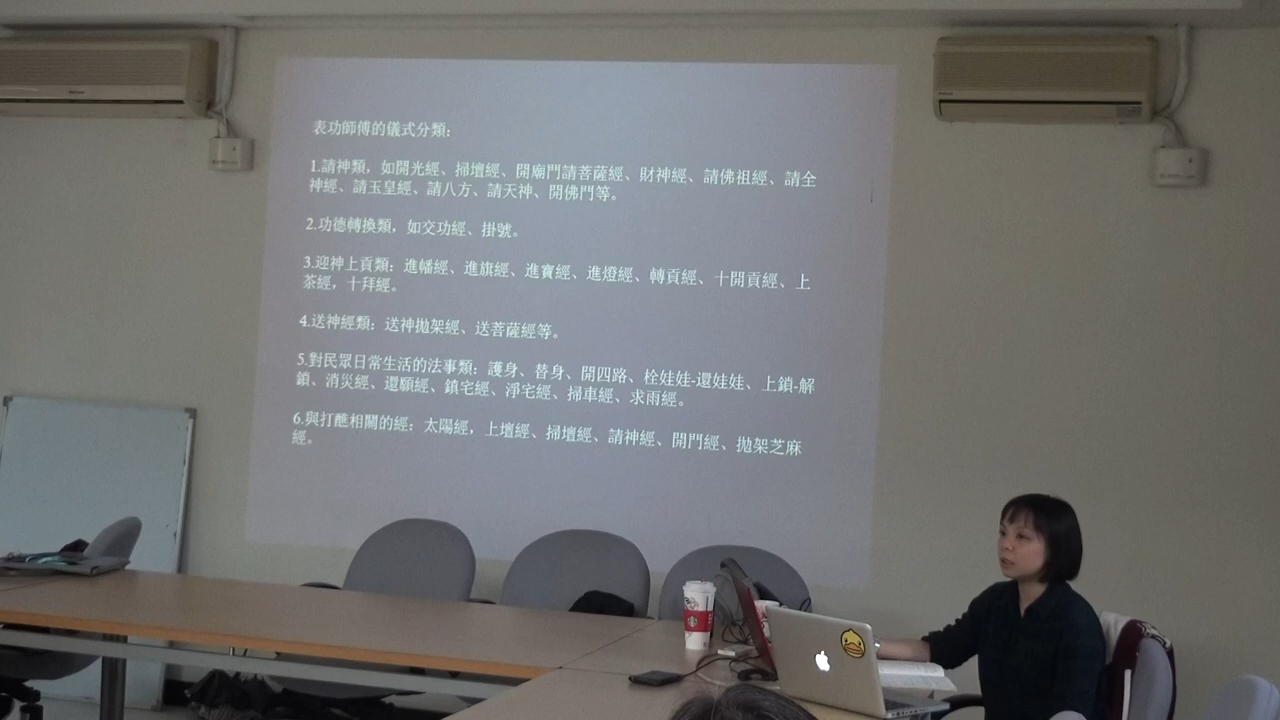 表功師傅的儀式分類:
1.請神類，如開光經、掃壇經、開廟門請菩薩經、財神經、請佛祖經、請全
神經、請玉皇經、請八方、請天神、開佛門等。
2.功德轉換類，如交功經、掛號。
3.迎神上貢類：進幡經、進旗經、進寶經、進燈經、轉貢經、十開貢經、上
茶經，十拜經。
4.送神經類：送神拋架經、送菩薩經等。
5.對民眾日常生活的法事類：護身、替身、開四路、栓娃娃-還娃娃、上鎖-解
鎖、消災經、還願經、鎮宅經、淨宅經、掃車經、求雨經。
6.與打醮相關的經：太陽經，上壇經、掃壇經、請神經、開門經、拋架芝麻
經。